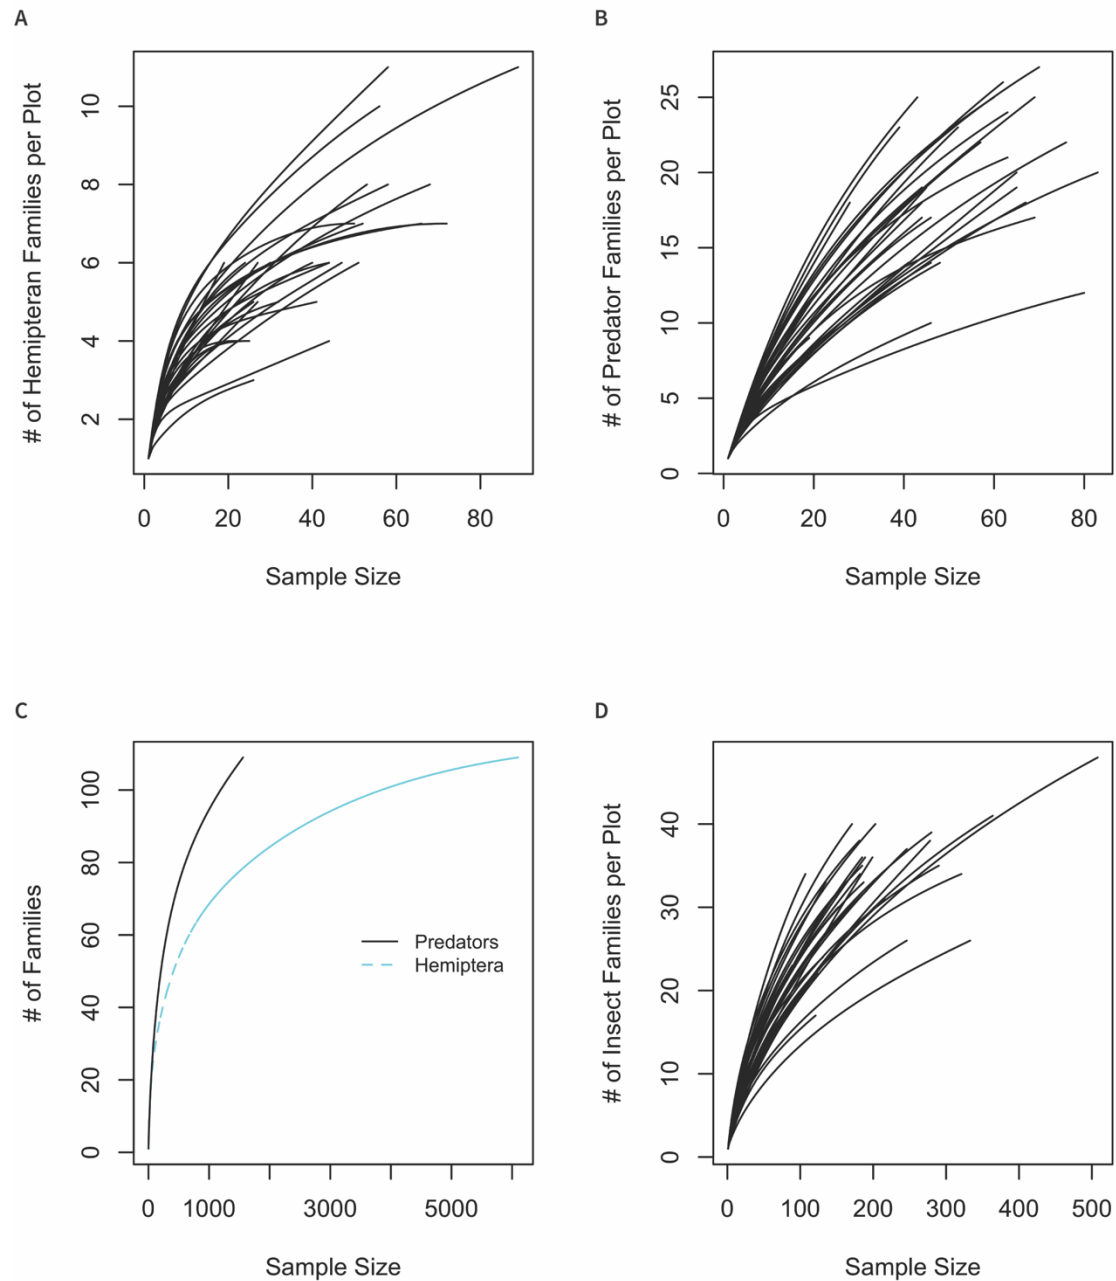 A
# of Hemipteran Families per Plot
10
8
6
4
2
0 20 40 60 80
Sample Size
B
# of Predator Families per Plot
25
20
15
10
5
0
0 20 40 60 80
Sample Size
C
# of Families
100
80
60
40
20
0
Predators
Hemiptera
0 1000 3000 5000
Sample Size
D
# of Insect Families per Plot
40
30
20
10
0
0 100 200 300 400 500
Sample Size